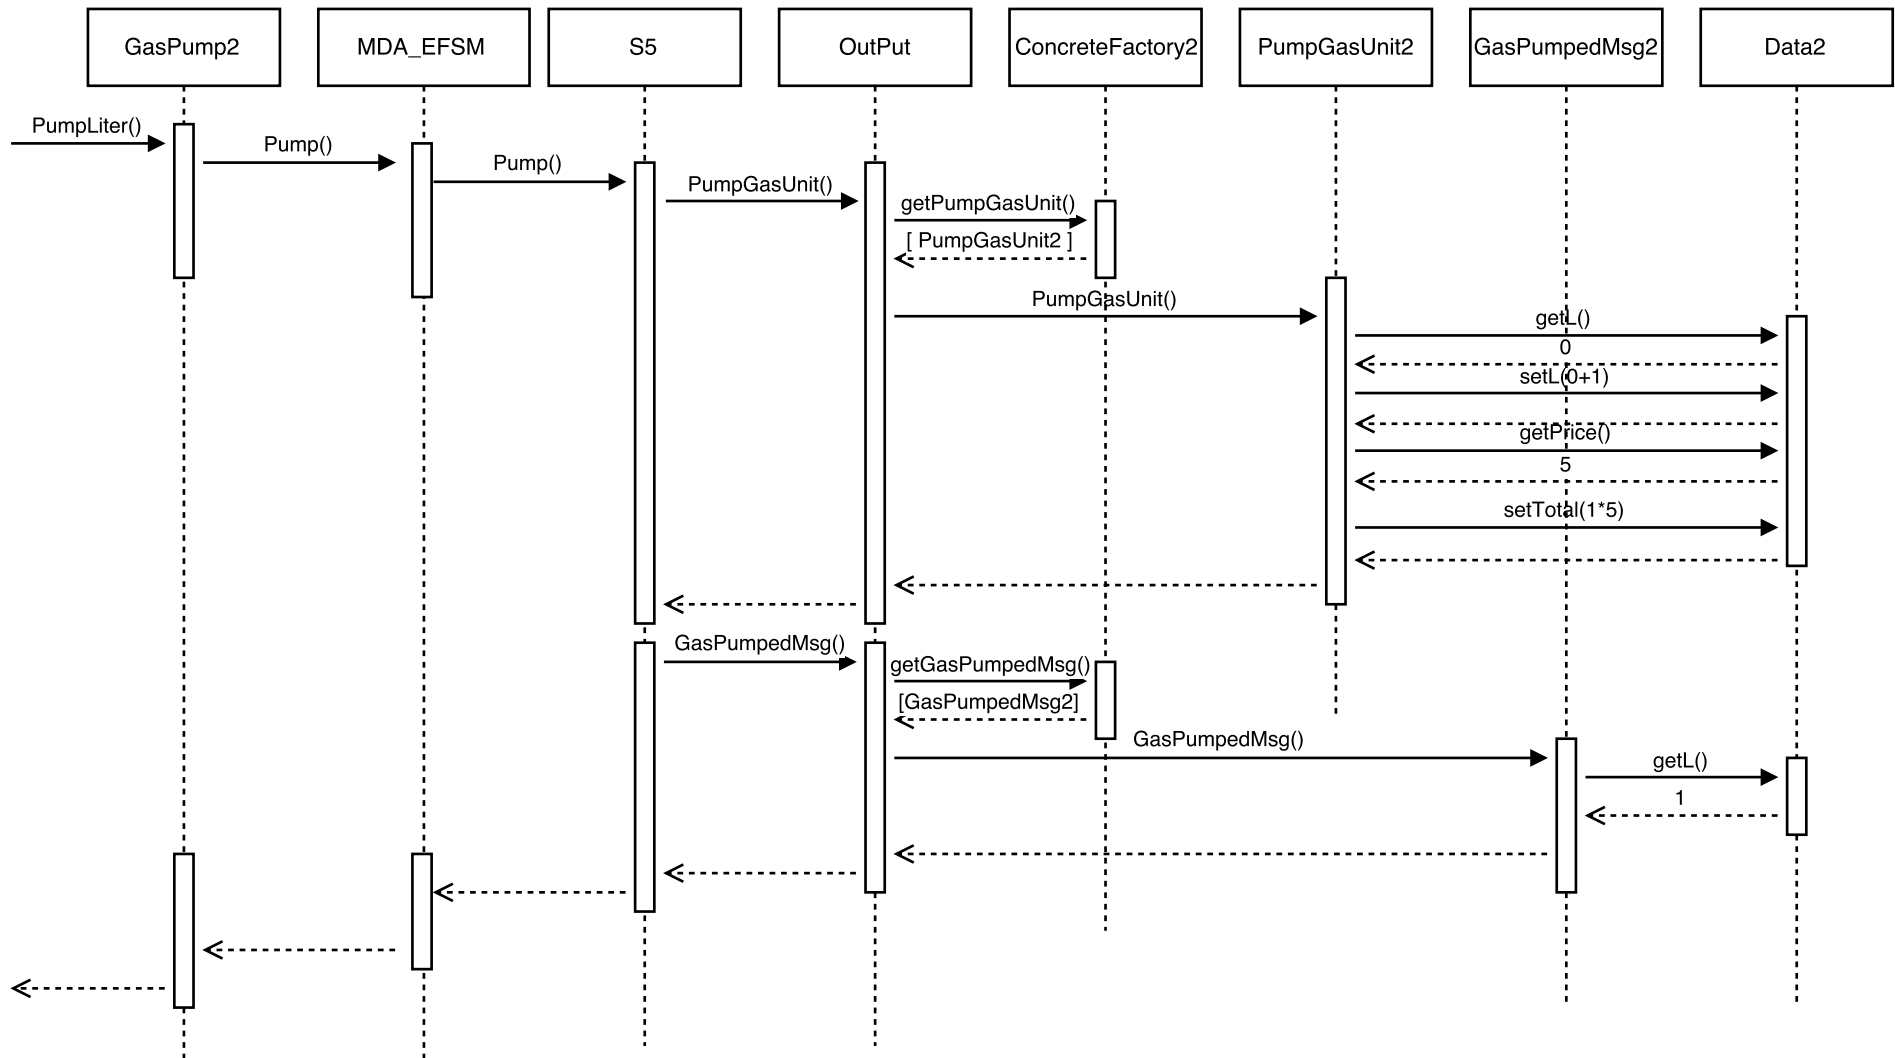 GasPump2
MDA_EFSM
S5
OutPut
ConcreteFactory2
PumpGasUnit2
GasPumpedMsg2
Data2
PumpLiter()
Pump()
Pump()
PumpGasUnit()
getPumpGasUnit()
[ PumpGasUnit2 ]
PumpGasUnit()
getL()
0
setL(0+1)
getPrice()
5
setTotal(1*5)
GasPumpedMsg()
getGasPumpedMsg()
[GasPumpedMsg2]
GasPumpedMsg()
getL()
1